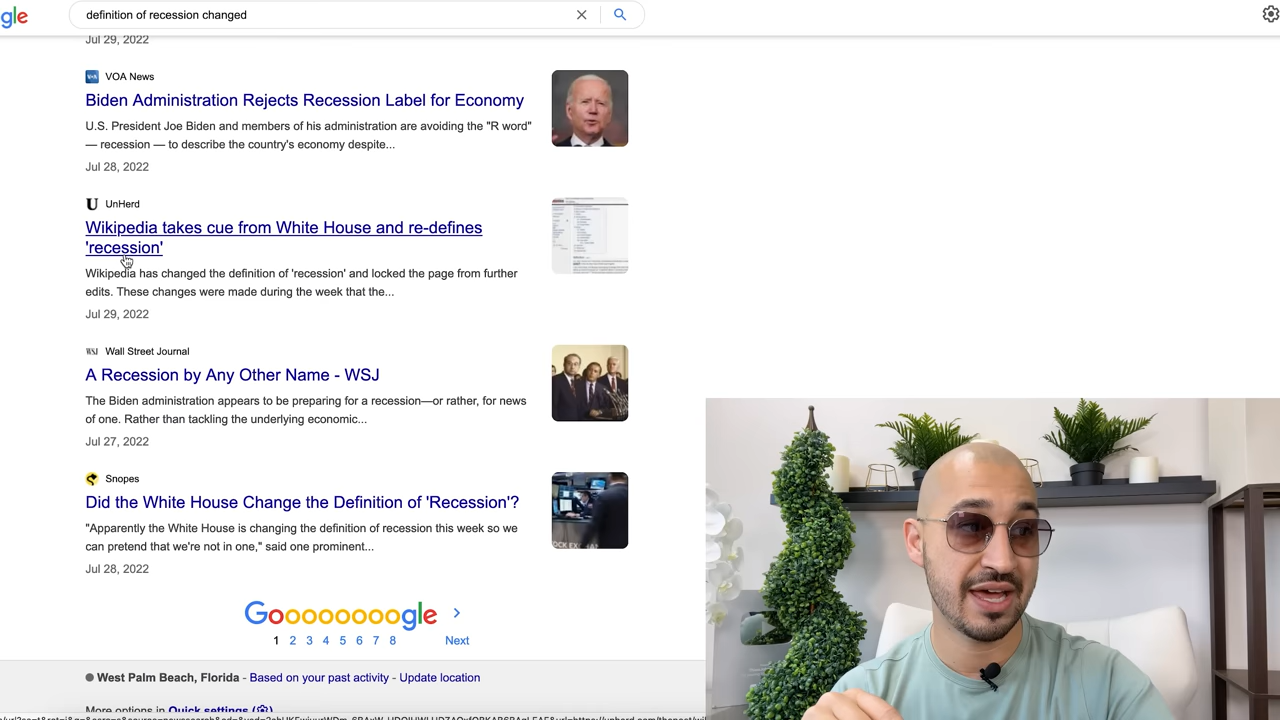 gle
definition of recession changed
Jul 29, 2022
VOA News
Biden Administration Rejects Recession Label for Economy
U.S. President Joe Biden and members of his administration are avoiding the "R word"
— recession — to describe the country's economy despite...
Jul 28, 2022
U UnHerd
Wikipedia takes cue from White House and re-defines
'recession'
Wikipedia has changed the definition of 'recession' and locked the page from further
edits. These changes were made during the week that the...
Jul 29, 2022
WSJ Wall Street Journal
A Recession by Any Other Name - WSJ
The Biden administration appears to be preparing for a recession—or rather, for news
of one. Rather than tackling the underlying economic...
Jul 27, 2022
Snopes
Did the White House Change the Definition of 'Recession'?
"Apparently the White House is changing the definition of recession this week so we
can pretend that we're not in one," said one prominent...
Jul 28, 2022
Goooooooogle >
1 2 3 4 5 6 7 8 Next
West Palm Beach, Florida - Based on your past activity - Update location
More options in Quick settings